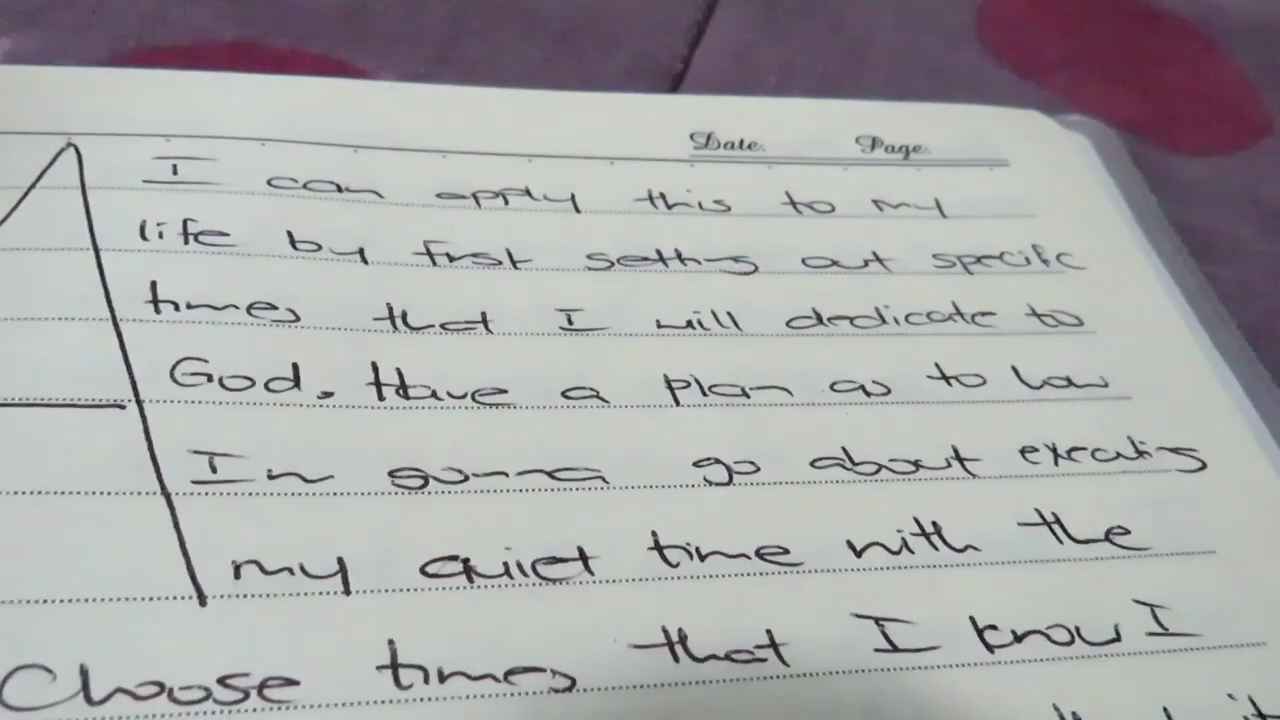 Date. Page.
I can apply this to my
life by first setting out specific
times that I will dedicate to
God. Have a plan as to how
Im gonna go about executing
my quiet time with the
Choose times that I know I